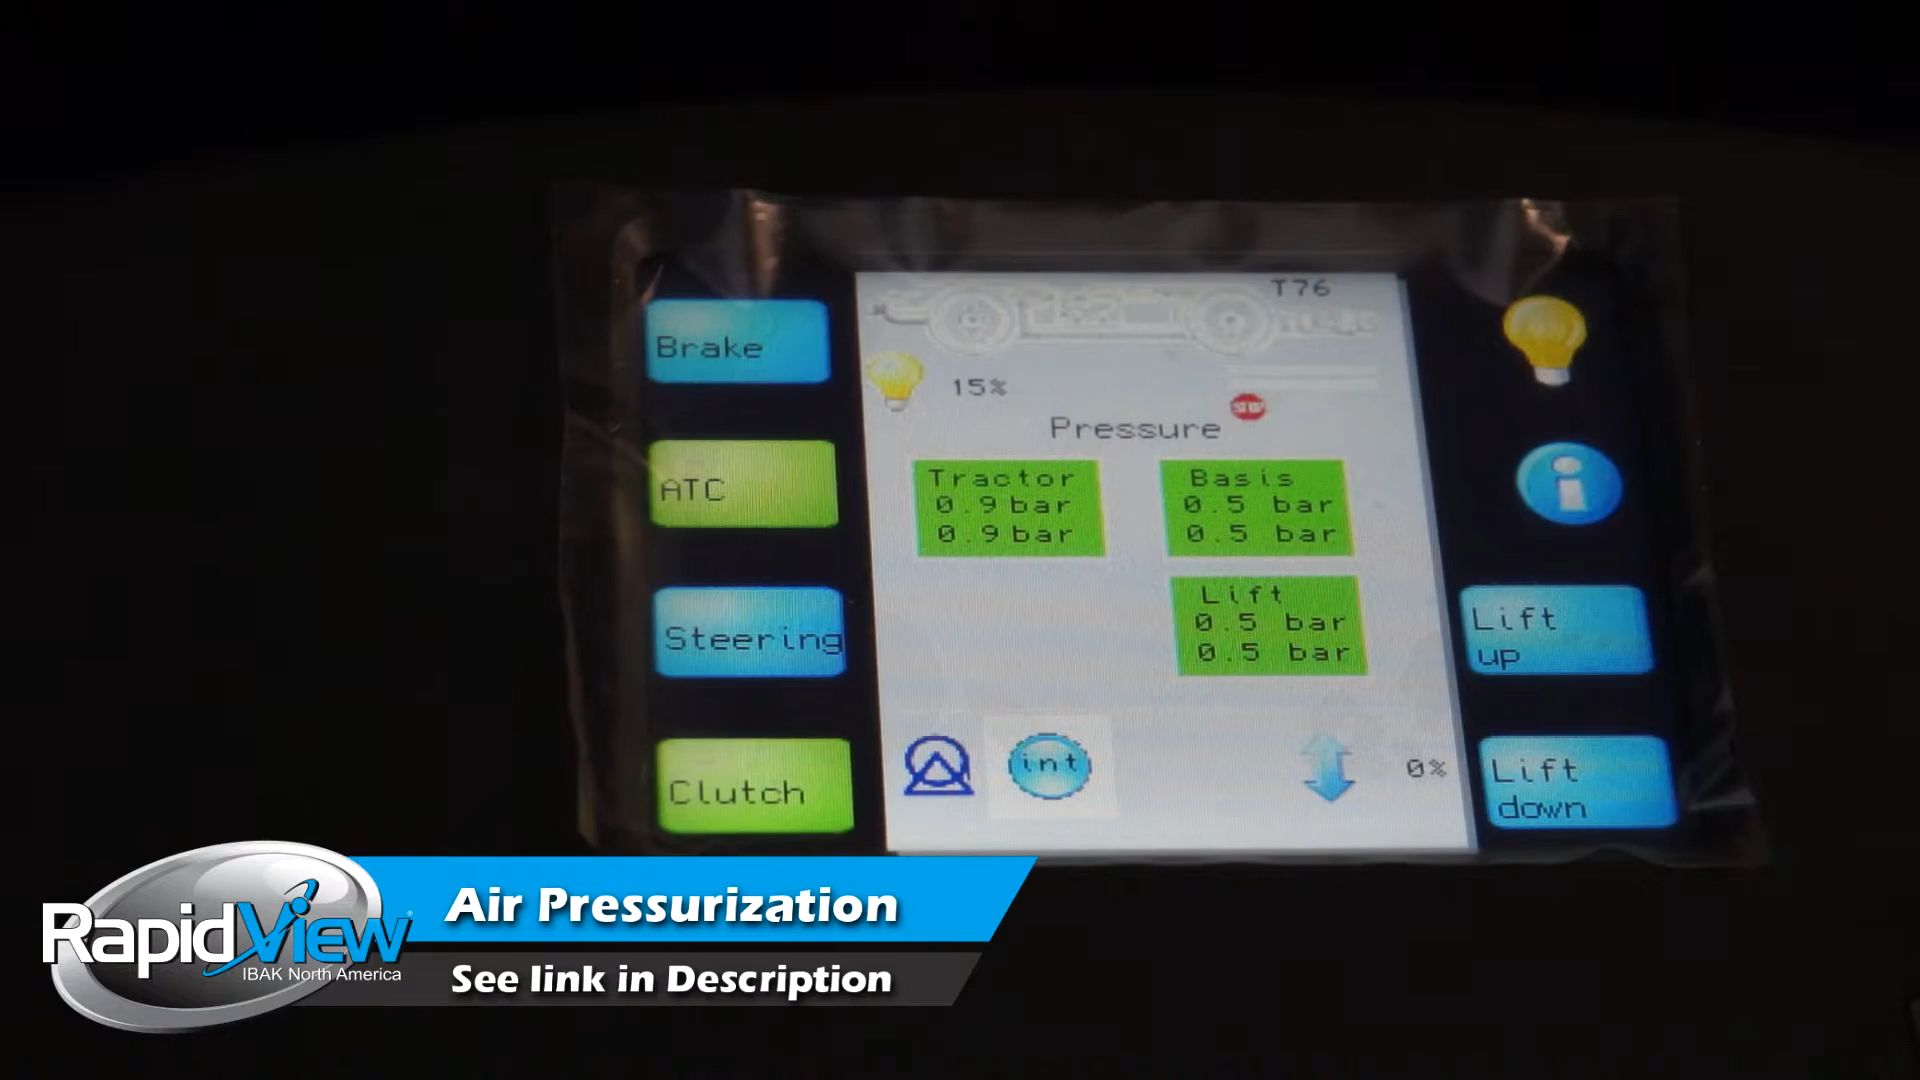 T76
Brake
15%
STOP
Pressure
ATC
Tractor
0.9 bar
0.9 bar
Basis
0.5 bar
0.5 bar
Steering
Lift
0.5 bar
0.5 bar
Lift
up
int
0%
Clutch
Lift
down
RapidView
IBAK North America
Air Pressurization
See link in Description